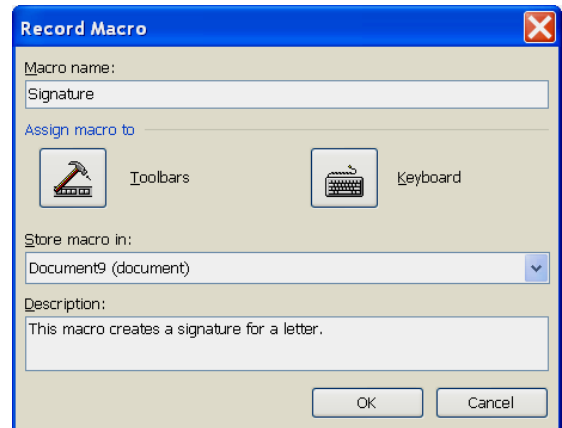 Record Macro
Macro name:
Signature
Assign macro to
Toolbars
Keyboard
Store macro in:
Document9 (document)
Description:
This macro creates a signature for a letter.
OK
Cancel